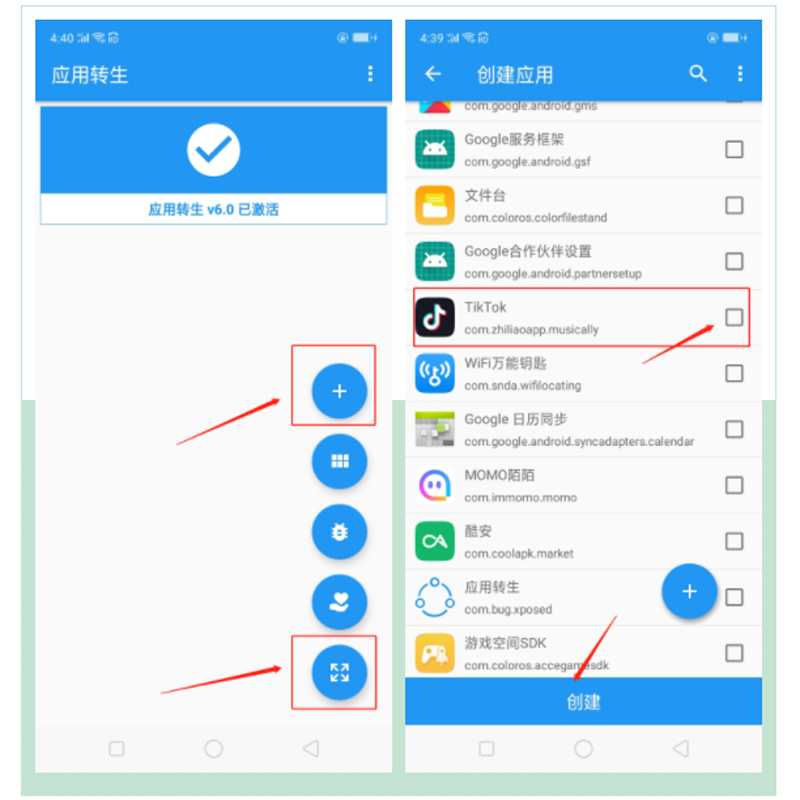 4:40
应用转生
应用转生 v6.0 已激活
4:39
创建应用
com.google.android.gms
Google服务框架
com.google.android.gsf
文件台
com.coloros.colorfilestand
Google合作伙伴设置
com.google.android.partnersetup
TikTok
com.zhiliaoapp.musically
WiFi万能钥匙
com.snda.wifilocating
Google 日历同步
com.google.android.syncadapters.calendar
MOMO陌陌
com.immomo.momo
酷安
com.coolapk.market
应用转生
com.bug.xposed
游戏空间SDK
com.coloros.accegamesdk
创建